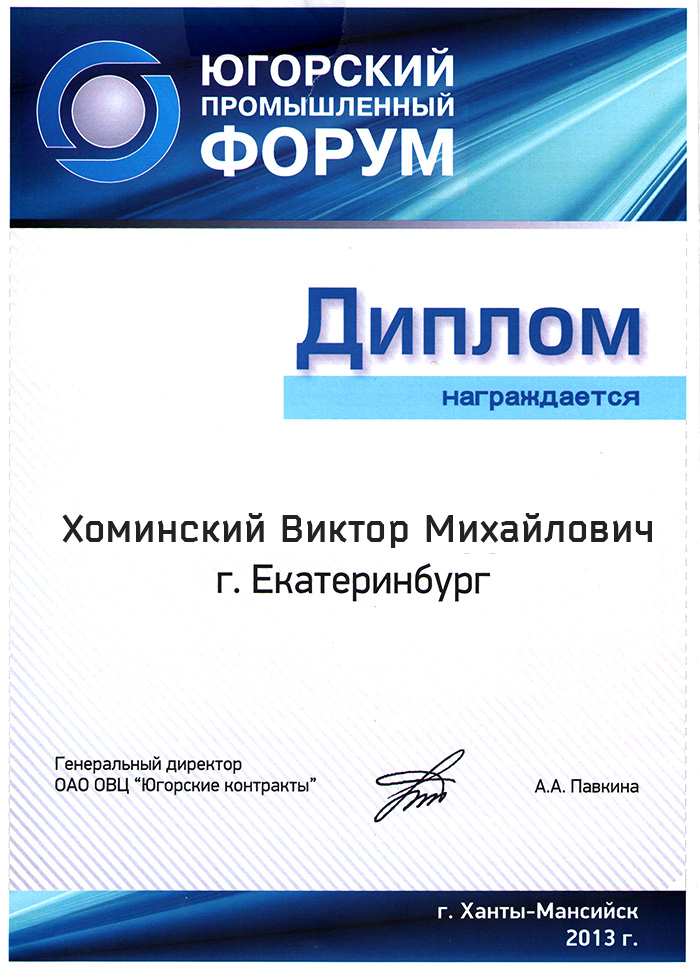 ЮГОРСКИЙ
ПРОМЫШЛЕННЫЙ
ФОРУМ
Диплом
награждается
Хоминский Виктор Михайлович
г. Екатеринбург
Генеральный директор
ОАО ОВЦ “Югорские контракты”
А.А. Павкина
г. Ханты-Мансийск
2013 г.